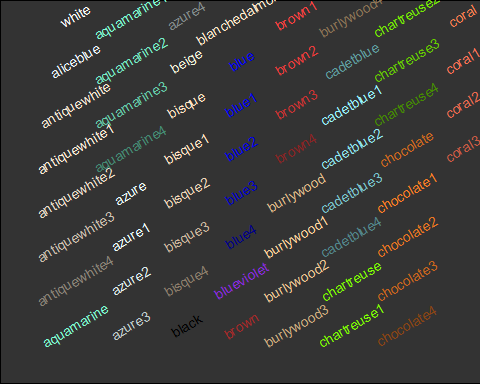 white
aliceblue
antiquewhite
antiquewhite1
antiquewhite2
antiquewhite3
antiquewhite4
aquamarine
aquamarine1
aquamarine2
aquamarine3
aquamarine4
azure
azure1
azure2
azure3
azure4
beige
bisque
bisque1
bisque2
bisque3
bisque4
black
blanchedalmo
blue
blue1
blue2
blue3
blue4
blueviolet
brown
brown1
brown2
brown3
brown4
burlywood
burlywood1
burlywood2
burlywood3
burlywood4
cadetblue
cadetblue1
cadetblue2
cadetblue3
cadetblue4
chartreuse
chartreuse1
chartreuse2
chartreuse3
chartreuse4
chocolate
chocolate1
chocolate2
chocolate3
chocolate4
coral
coral1
coral2
coral3